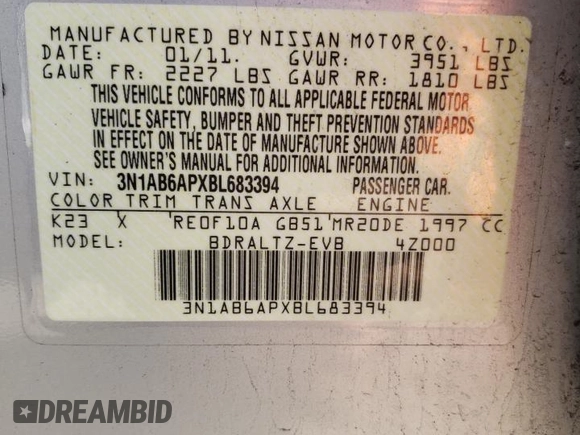 MANUFACTURED BY NISSAN MOTOR CO., LTD.
DATE: 01/11. GVWR: 3951 LBS
GAWR FR: 2227 LBS GAWR RR: 1810 LBS
THIS VEHICLE CONFORMS TO ALL APPLICABLE FEDERAL MOTOR
VEHICLE SAFETY, BUMPER AND THEFT PREVENTION STANDARDS
IN EFFECT ON THE DATE OF MANUFACTURE SHOWN ABOVE.
SEE OWNER'S MANUAL FOR ADDITIONAL INFORMATION.
VIN: 3N1AB6APXBL683394 PASSENGER CAR.
COLOR TRIM TRANS AXLE ENGINE
K23 X RE0F10A GB51 MR20DE 1997 CC
MODEL: BDRALTZ-EVB 4Z000
3N1AB6APXBL683394
DREAMBID